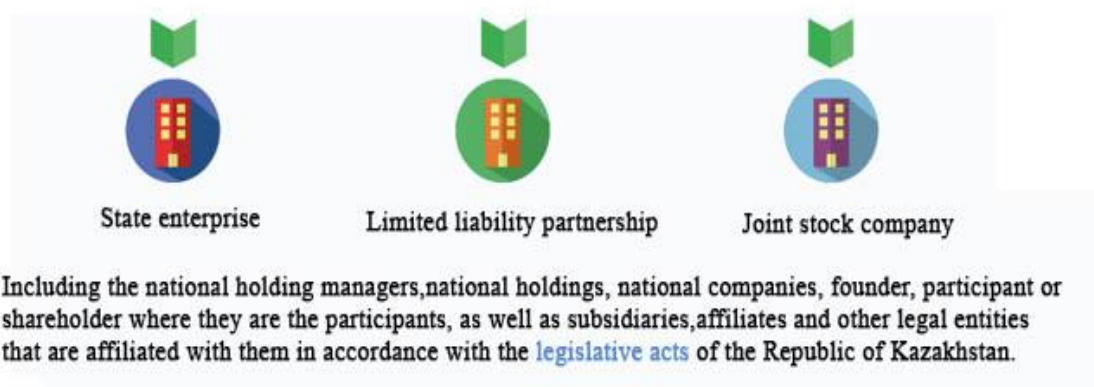 State enterprise
Limited liability partnership
Joint stock company
Including the national holding managers,national holdings, national companies, founder, participant or
shareholder where they are the participants, as well as subsidiaries,affiliates and other legal entities
that are affiliated with them in accordance with the legislative acts of the Republic of Kazakhstan.